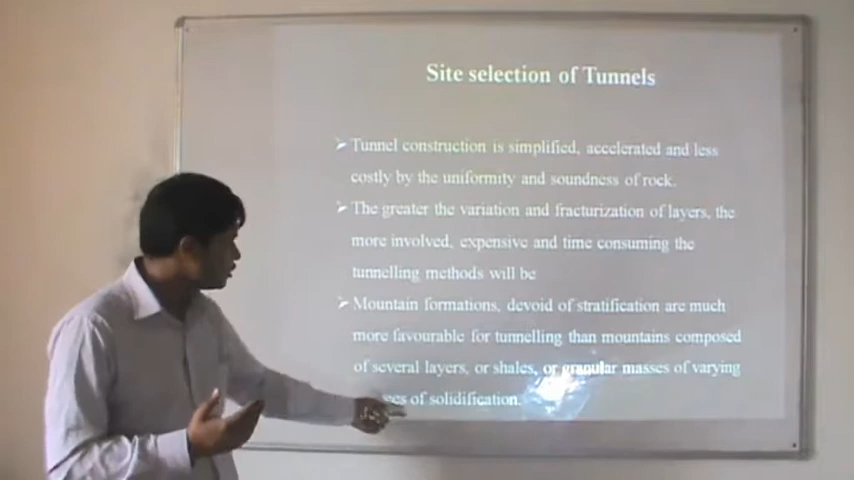 Site selection of Tunnels
➢ Tunnel construction is simplified, accelerated and less
costly by the uniformity and soundness of rock.
➢ The greater the variation and fracturization of layers, the
more involved, expensive and time consuming the
tunnelling methods will be
➢ Mountain formations, devoid of stratification are much
more favourable for tunnelling than mountains composed
of several layers, or shales, or granular masses of varying
of solidification.